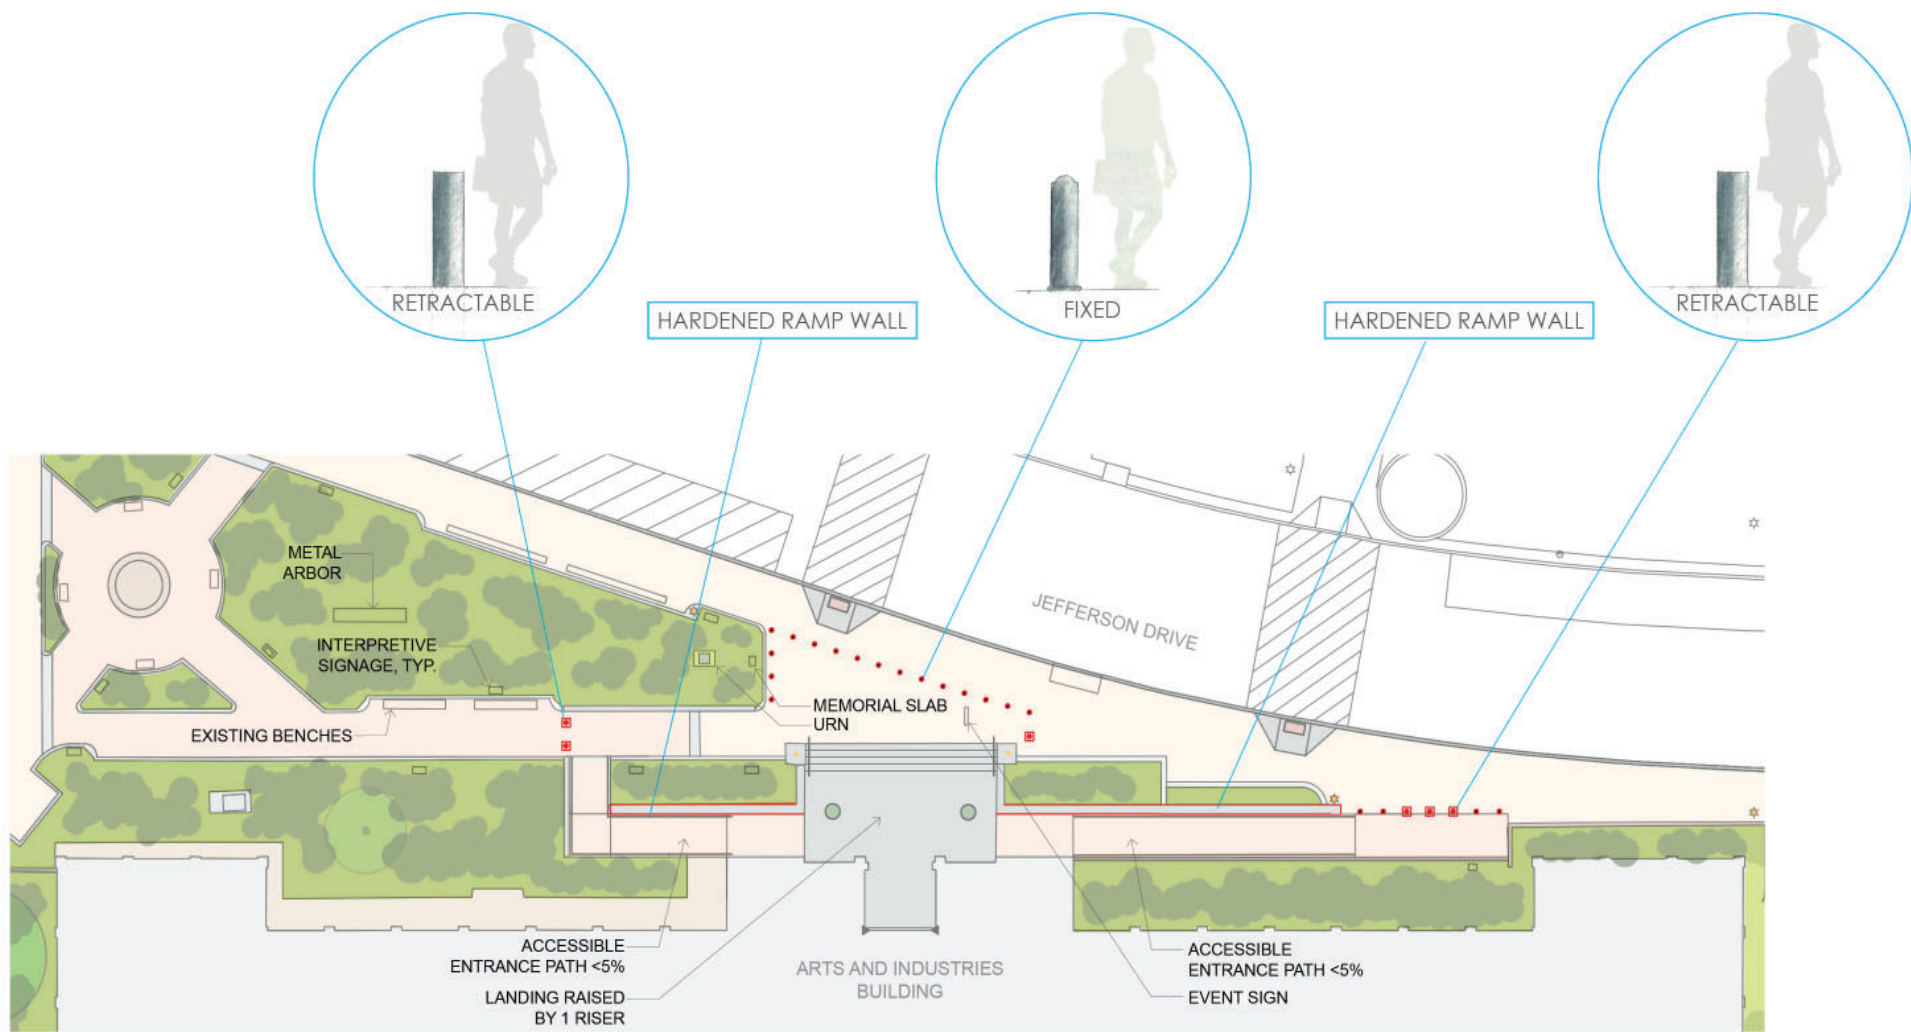 RETRACTABLE
FIXED
RETRACTABLE
HARDENED RAMP WALL
HARDENED RAMP WALL
METAL
ARBOR
INTERPRETIVE
SIGNAGE, TYP.
EXISTING BENCHES
MEMORIAL SLAB
URN
JEFFERSON DRIVE
ACCESSIBLE
ENTRANCE PATH <5%
LANDING RAISED
BY 1 RISER
ARTS AND INDUSTRIES
BUILDING
ACCESSIBLE
ENTRANCE PATH <5%
EVENT SIGN